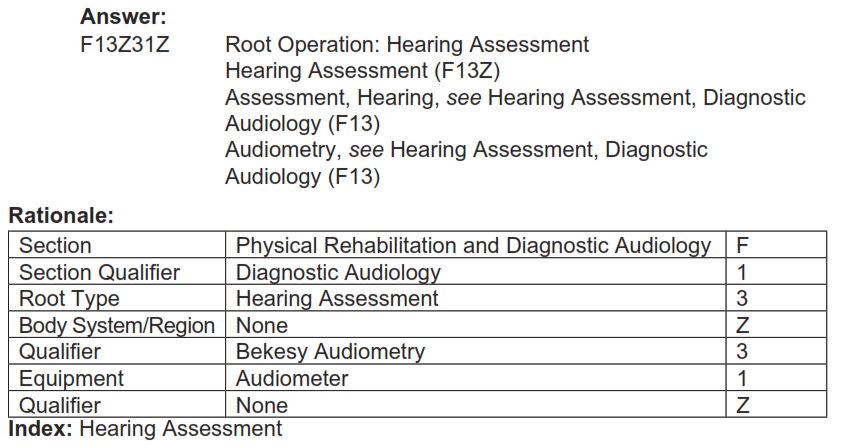 Answer:
F13Z31Z Root Operation: Hearing Assessment
Hearing Assessment (F13Z)
Assessment, Hearing, see Hearing Assessment, Diagnostic
Audiology (F13)
Audiometry, see Hearing Assessment, Diagnostic
Audiology (F13)
Rationale:
Section Physical Rehabilitation and Diagnostic Audiology F
Section Qualifier Diagnostic Audiology 1
Root Type Hearing Assessment 3
Body System/Region None Z
Qualifier Bekesy Audiometry 3
Equipment Audiometer 1
Qualifier None Z
Index: Hearing Assessment